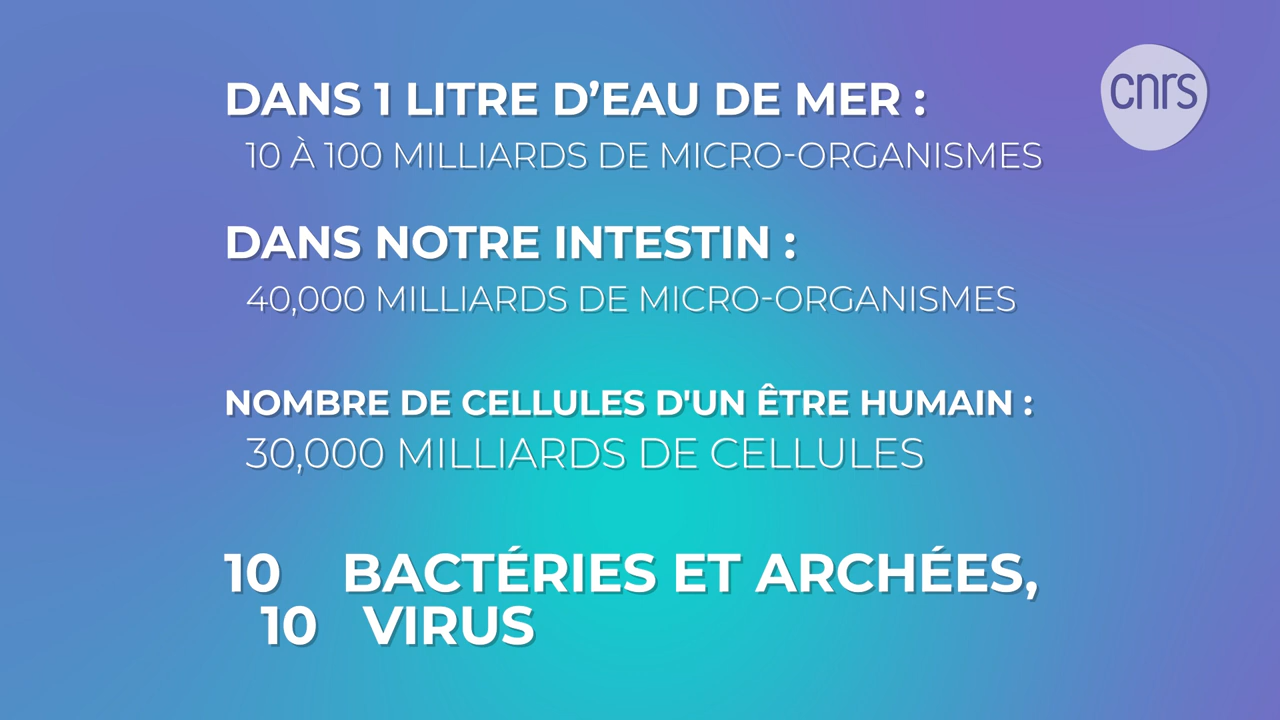 cnrs
DANS 1 LITRE D’EAU DE MER :
10 À 100 MILLIARDS DE MICRO-ORGANISMES
DANS NOTRE INTESTIN :
40,000 MILLIARDS DE MICRO-ORGANISMES
NOMBRE DE CELLULES D'UN ÊTRE HUMAIN :
30,000 MILLIARDS DE CELLULES
10 BACTÉRIES ET ARCHÉES,
10 VIRUS